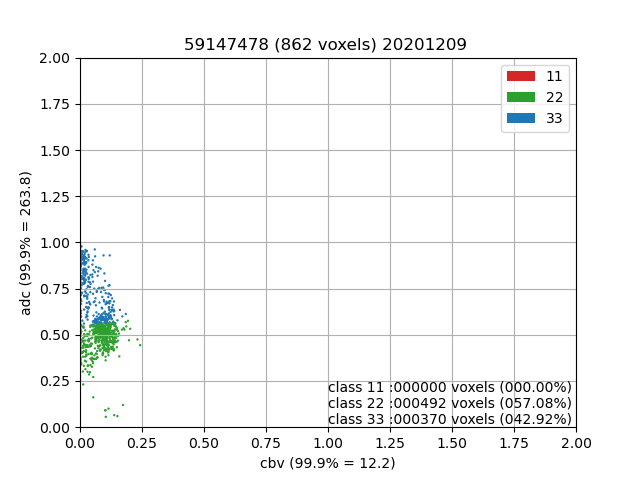 59147478 (862 voxels) 20201209
2.00
1.75
1.50
1.25
1.00
0.75
0.50
0.25
0.00
adc (99.9% = 263.8)
11
22
33
class 11 :000000 voxels (000.00%)
class 22 :000492 voxels (057.08%)
class 33 :000370 voxels (042.92%)
0.00 0.25 0.50 0.75 1.00 1.25 1.50 1.75 2.00
cbv (99.9% = 12.2)